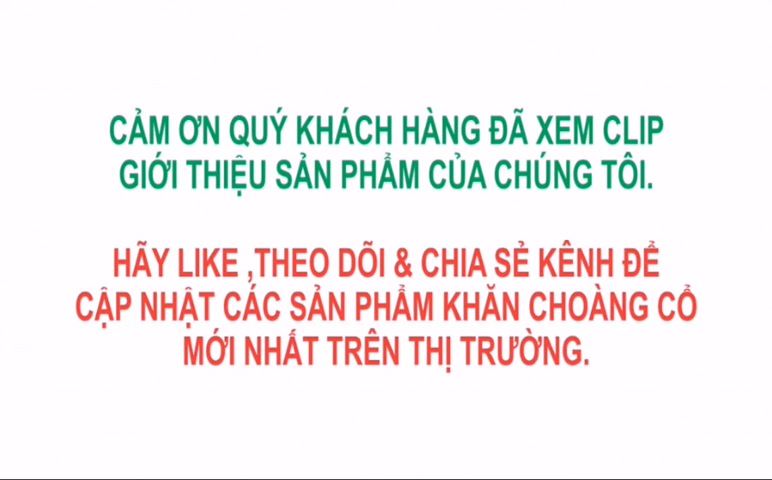 CẢM ƠN QUÝ KHÁCH HÀNG ĐÃ XEM CLIP
GIỚI THIỆU SẢN PHẨM CỦA CHÚNG TÔI.
HÃY LIKE ,THEO DÕI & CHIA SẺ KÊNH ĐỂ
CẬP NHẬT CÁC SẢN PHẨM KHĂN CHOÀNG CỔ
MỚI NHẤT TRÊN THỊ TRƯỜNG.